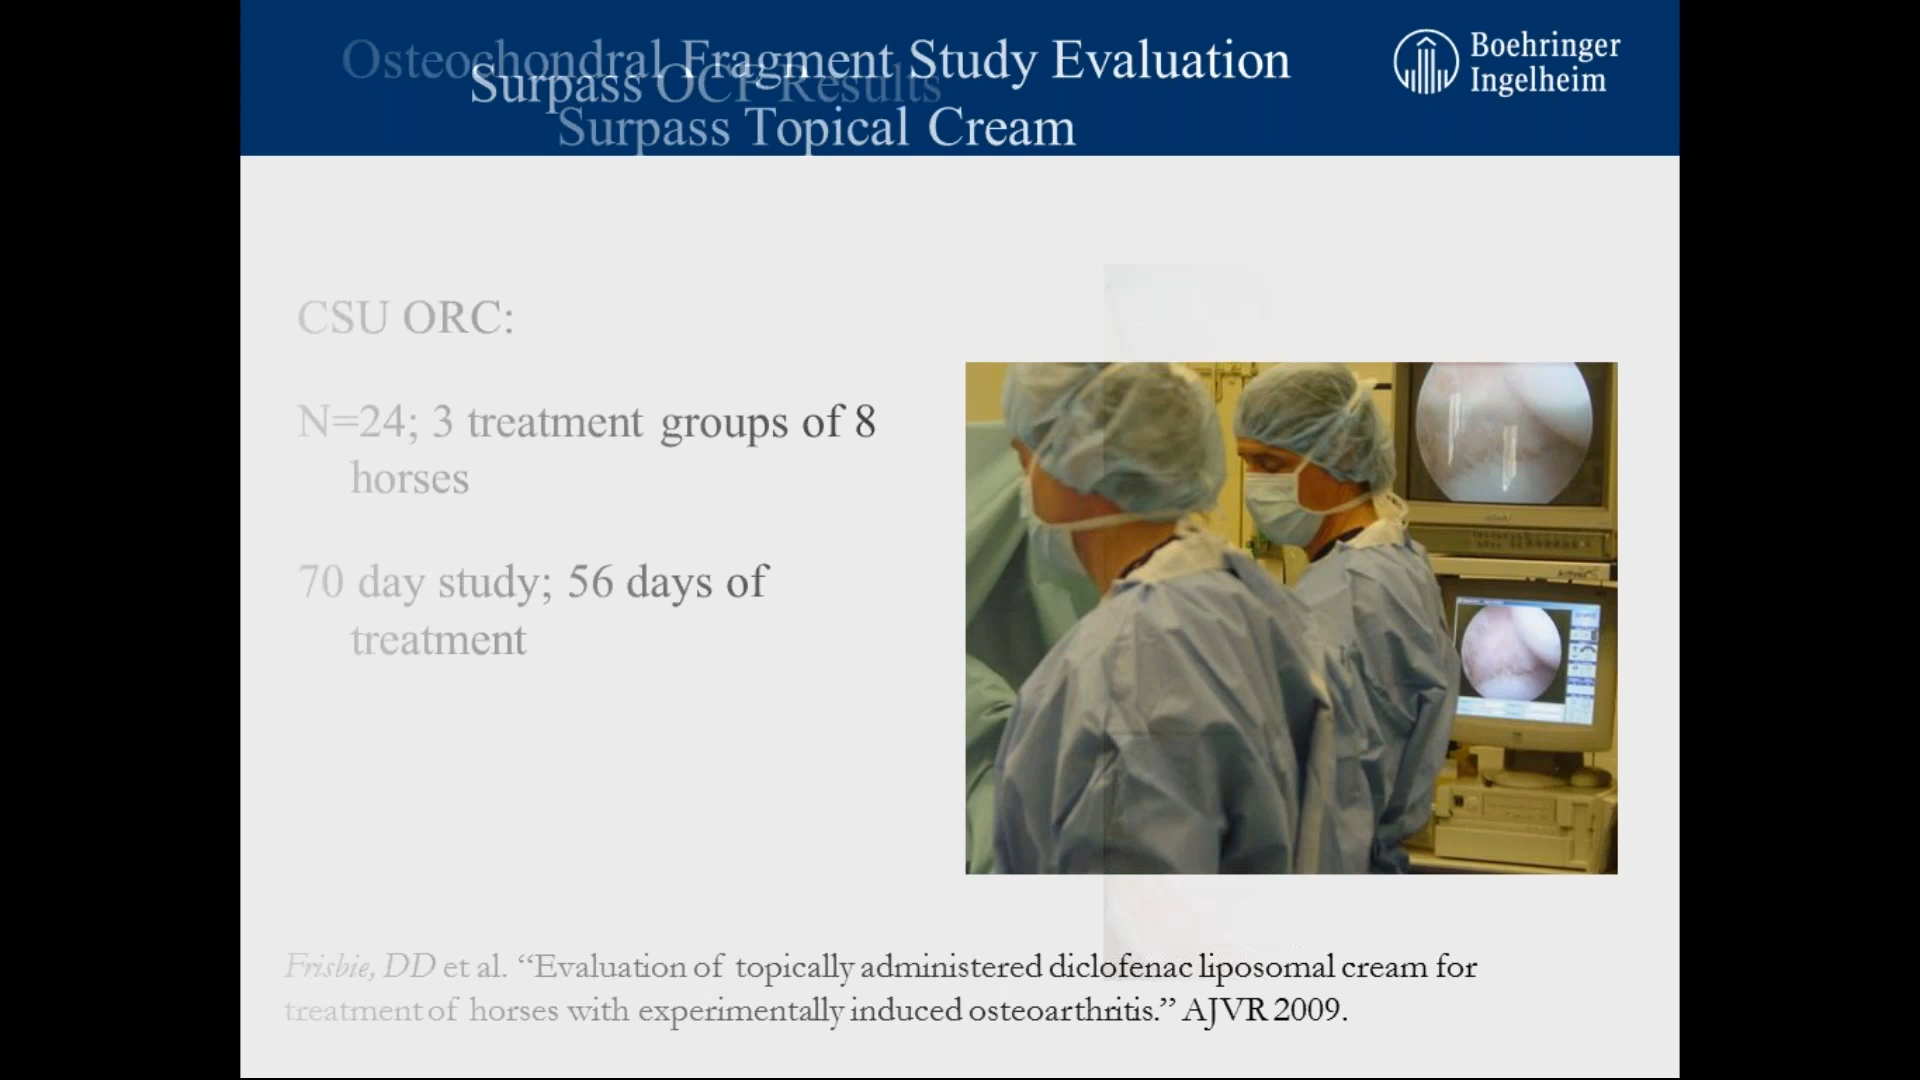 Osteochondral Fragment Study Evaluation
Surpass OCF Results
Surpass Topical Cream
Boehringer
Ingelheim
CSU ORC:
N=24; 3 treatment groups of 8
horses
70 day study; 56 days of
treatment
Frisbie, DD et al. “Evaluation of topically administered diclofenac liposomal cream for
treatment of horses with experimentally induced osteoarthritis.” AJVR 2009.